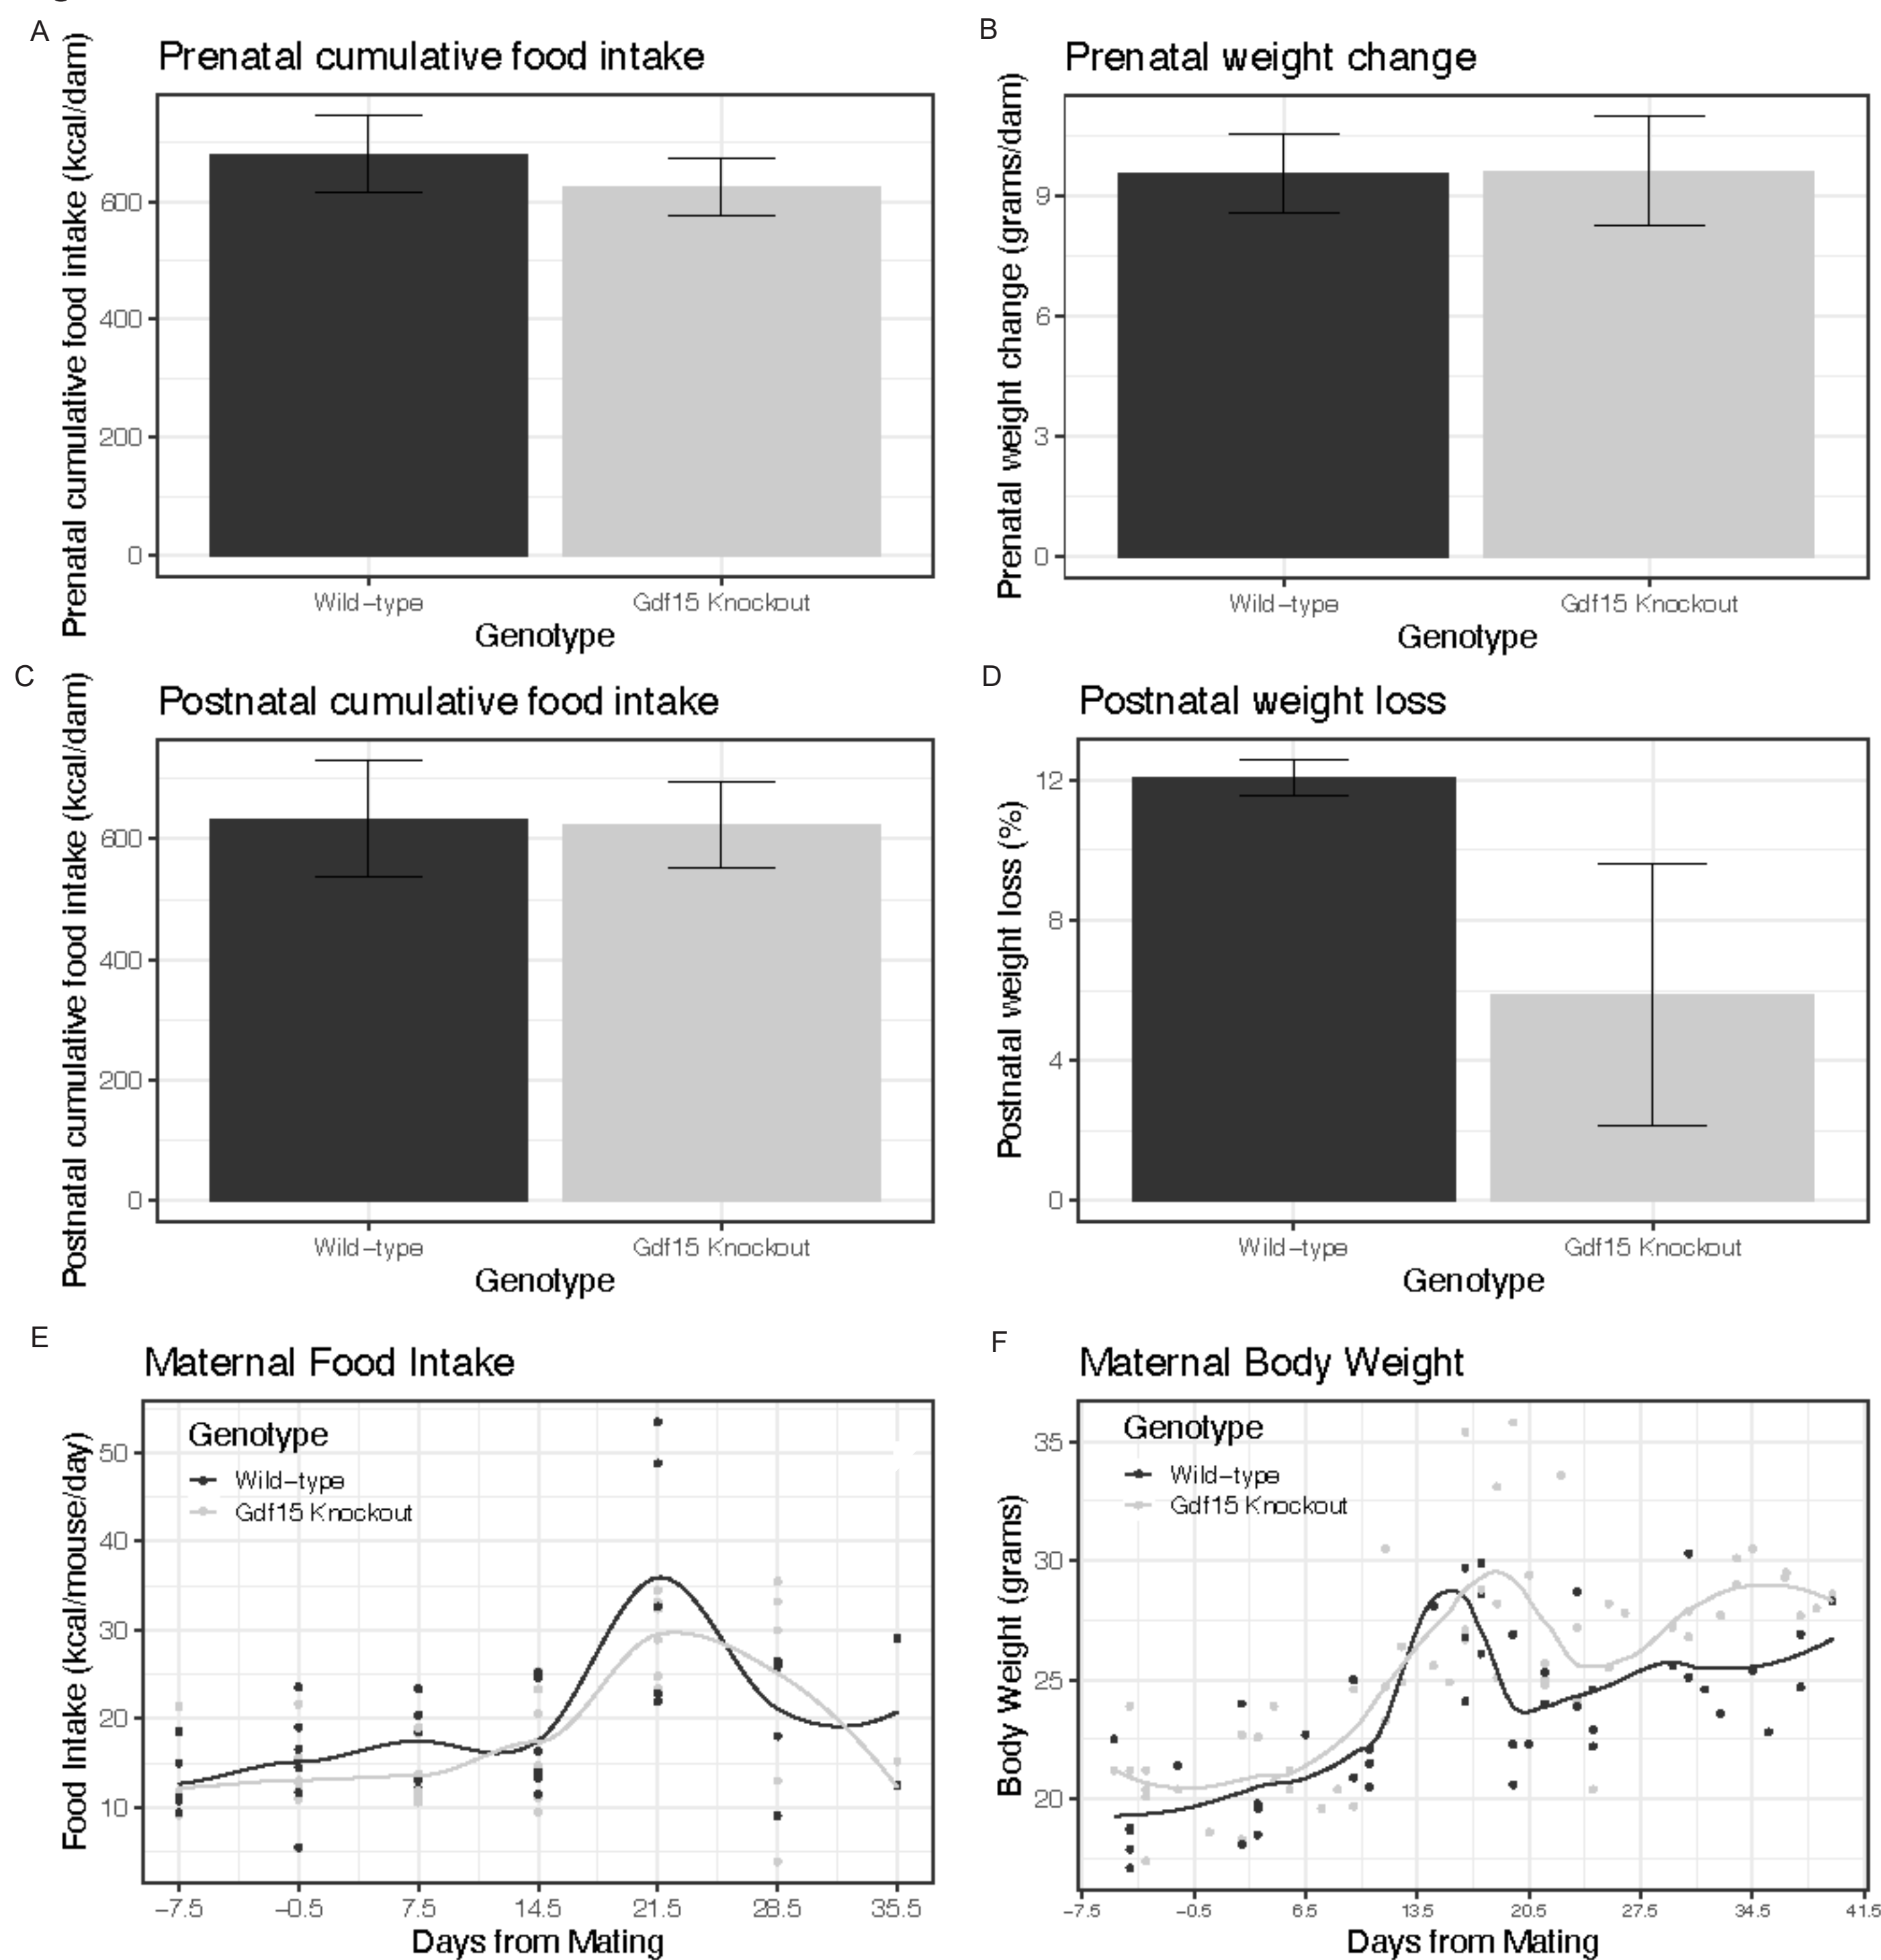 A
Prenatal cumulative food intake
Prenatal cumulative food intake (kcal/dam)
600
400
200
0
Wild-type
Gdf15 Knockout
Genotype
B
Prenatal weight change
Prenatal weight change (grams/dam)
9
6
3
0
Wild-type
Gdf15 Knockout
Genotype
C
Postnatal cumulative food intake
Postnatal cumulative food intake (kcal/dam)
600
400
200
0
Wild-type
Gdf15 Knockout
Genotype
D
Postnatal weight loss
Postnatal weight loss (%)
12
8
4
0
Wild-type
Gdf15 Knockout
Genotype
E
Maternal Food Intake
Food Intake (kcal/mouse/day)
50
40
30
20
10
Genotype
Wild-type
Gdf15 Knockout
-7.5 -0.5 7.5 14.5 21.5 28.5 35.5
Days from Mating
F
Maternal Body Weight
Body Weight (grams)
35
30
25
20
Genotype
Wild-type
Gdf15 Knockout
-7.5 -0.5 6.5 13.5 20.5 27.5 34.5 41.5
Days from Mating